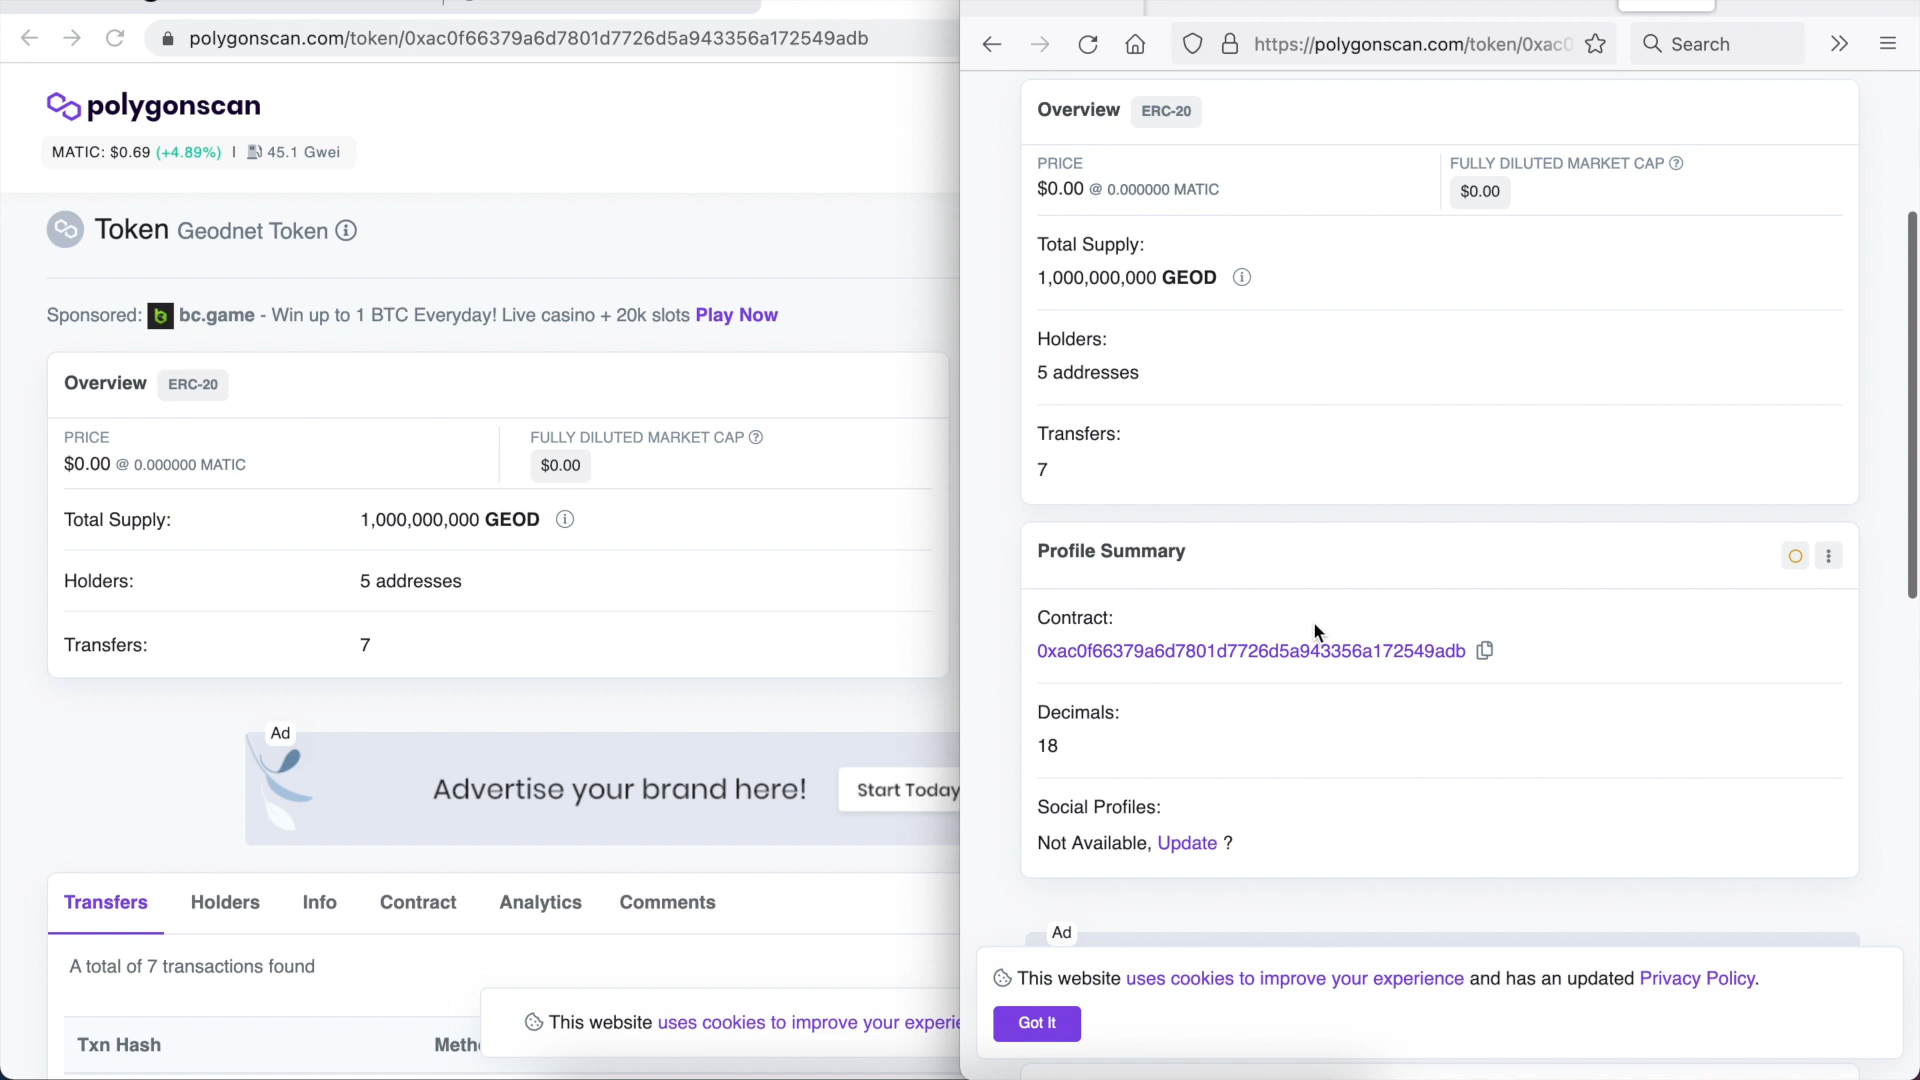 polygonscan.com/token/0xac0f66379a6d7801d7726d5a943356a172549adb
polygonscan
MATIC: $0.69 (+4.89%) | 45.1 Gwei
Token Geodnet Token
Sponsored: bc.game - Win up to 1 BTC Everyday! Live casino + 20k slots Play Now
Overview ERC-20
PRICE
$0.00 @ 0.000000 MATIC
FULLY DILUTED MARKET CAP
$0.00
Total Supply: 1,000,000,000 GEOD
Holders: 5 addresses
Transfers: 7
Ad
Advertise your brand here! Start Today
Transfers Holders Info Contract Analytics Comments
A total of 7 transactions found
Txn Hash
This website uses cookies to improve your
https://polygonscan.com/token/0xac0
Search
Overview ERC-20
PRICE
$0.00 @ 0.000000 MATIC
FULLY DILUTED MARKET CAP
$0.00
Total Supply:
1,000,000,000 GEOD
Holders:
5 addresses
Transfers:
7
Profile Summary
Contract:
0xac0f66379a6d7801d7726d5a943356a172549adb
Decimals:
18
Social Profiles:
Not Available, Update ?
Ad
This website uses cookies to improve your experience and has an updated Privacy Policy.
Got It